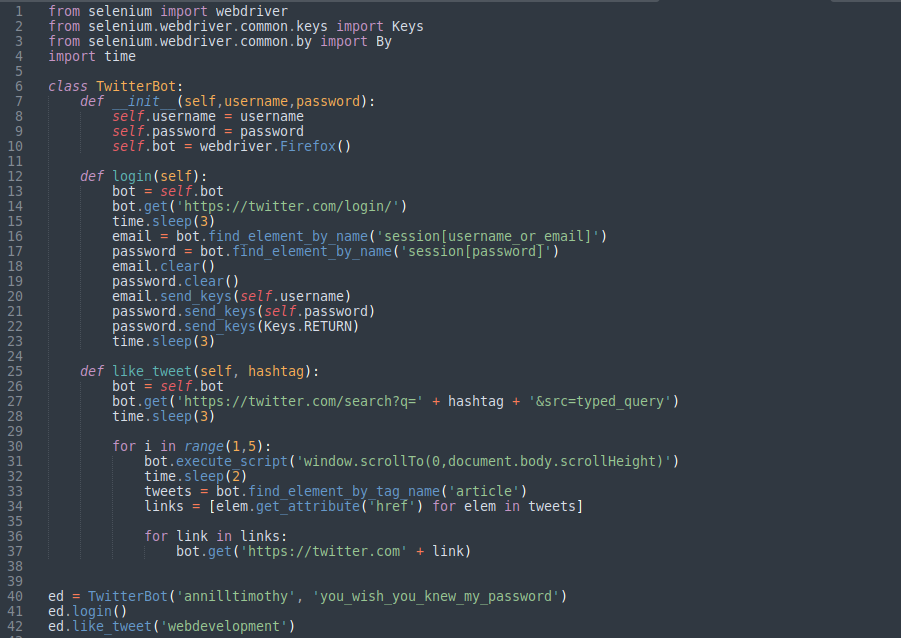 1 from selenium import webdriver
2 from selenium.webdriver.common.keys import Keys
3 from selenium.webdriver.common.by import By
4 import time
5
6 class TwitterBot:
7     def __init__(self,username,password):
8         self.username = username
9         self.password = password
10         self.bot = webdriver.Firefox()
11
12     def login(self):
13         bot = self.bot
14         bot.get('https://twitter.com/login/')
15         time.sleep(3)
16         email = bot.find_element_by_name('session[username_or_email]')
17         password = bot.find_element_by_name('session[password]')
18         email.clear()
19         password.clear()
20         email.send_keys(self.username)
21         password.send_keys(self.password)
22         password.send_keys(Keys.RETURN)
23         time.sleep(3)
24
25     def like_tweet(self, hashtag):
26         bot = self.bot
27         bot.get('https://twitter.com/search?q=' + hashtag + '&src=typed_query')
28         time.sleep(3)
29
30         for i in range(1,5):
31             bot.execute_script('window.scrollTo(0,document.body.scrollHeight)')
32             time.sleep(2)
33             tweets = bot.find_element_by_tag_name('article')
34             links = [elem.get_attribute('href') for elem in tweets]
35
36             for link in links:
37                 bot.get('https://twitter.com' + link)
38
39
40 ed = TwitterBot('annilltimothy', 'you_wish_you_knew_my_password')
41 ed.login()
42 ed.like_tweet('webdevelopment')